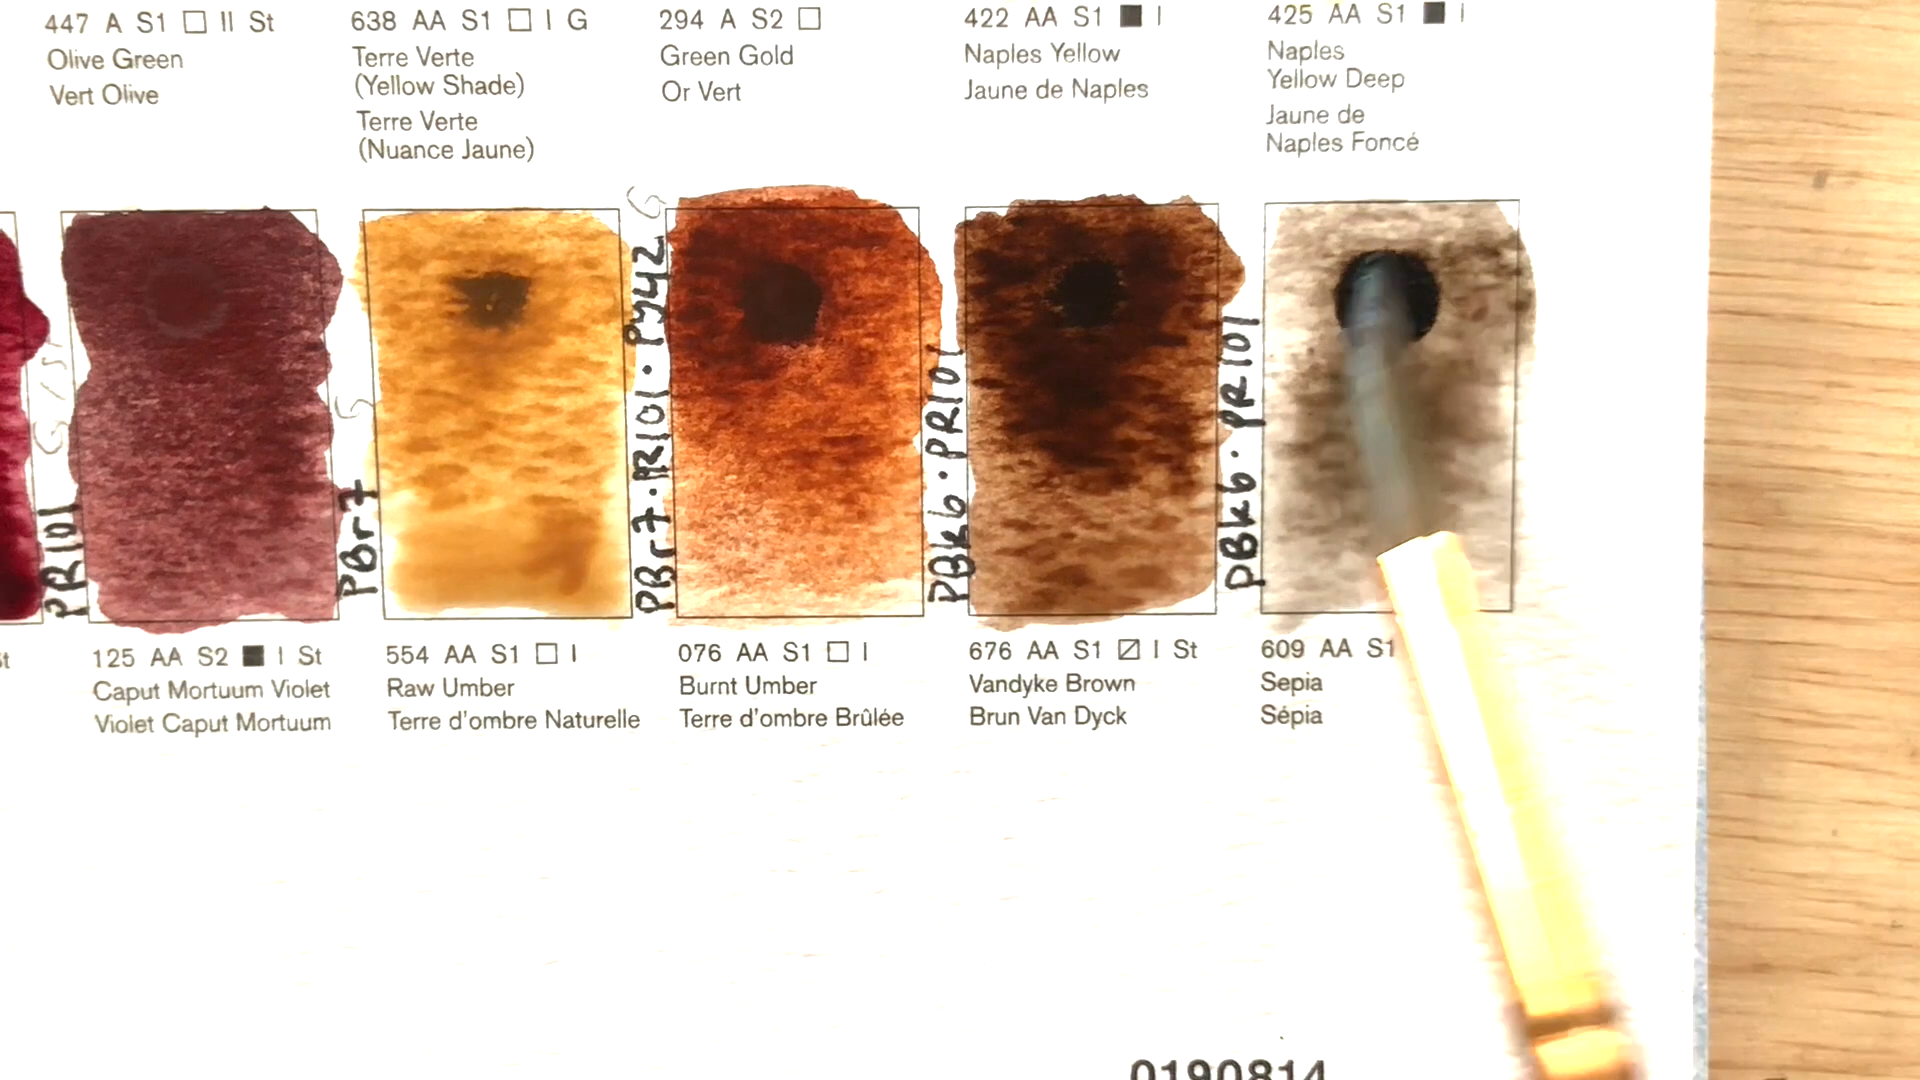 447 A S1 □ II St
Olive Green
Vert Olive
638 AA S1 □ I G
Terre Verte
(Yellow Shade)
Terre Verte
(Nuance Jaune)
294 A S2 □
Green Gold
Or Vert
422 AA S1 ■ I
Naples Yellow
Jaune de Naples
425 AA S1 ■ I
Naples
Yellow Deep
Jaune de
Naples Foncé
G/St
PR101
G
PBr7
G
PBr7·PR101·PY42
PBk6·PR101
PBk6·PR101
t
125 AA S2 ■ I St
Caput Mortuum Violet
Violet Caput Mortuum
554 AA S1 □ I
Raw Umber
Terre d'ombre Naturelle
076 AA S1 □ I
Burnt Umber
Terre d'ombre Brûlée
676 AA S1 ⍁ I St
Vandyke Brown
Brun Van Dyck
609 AA S1
Sepia
Sépia
0190814